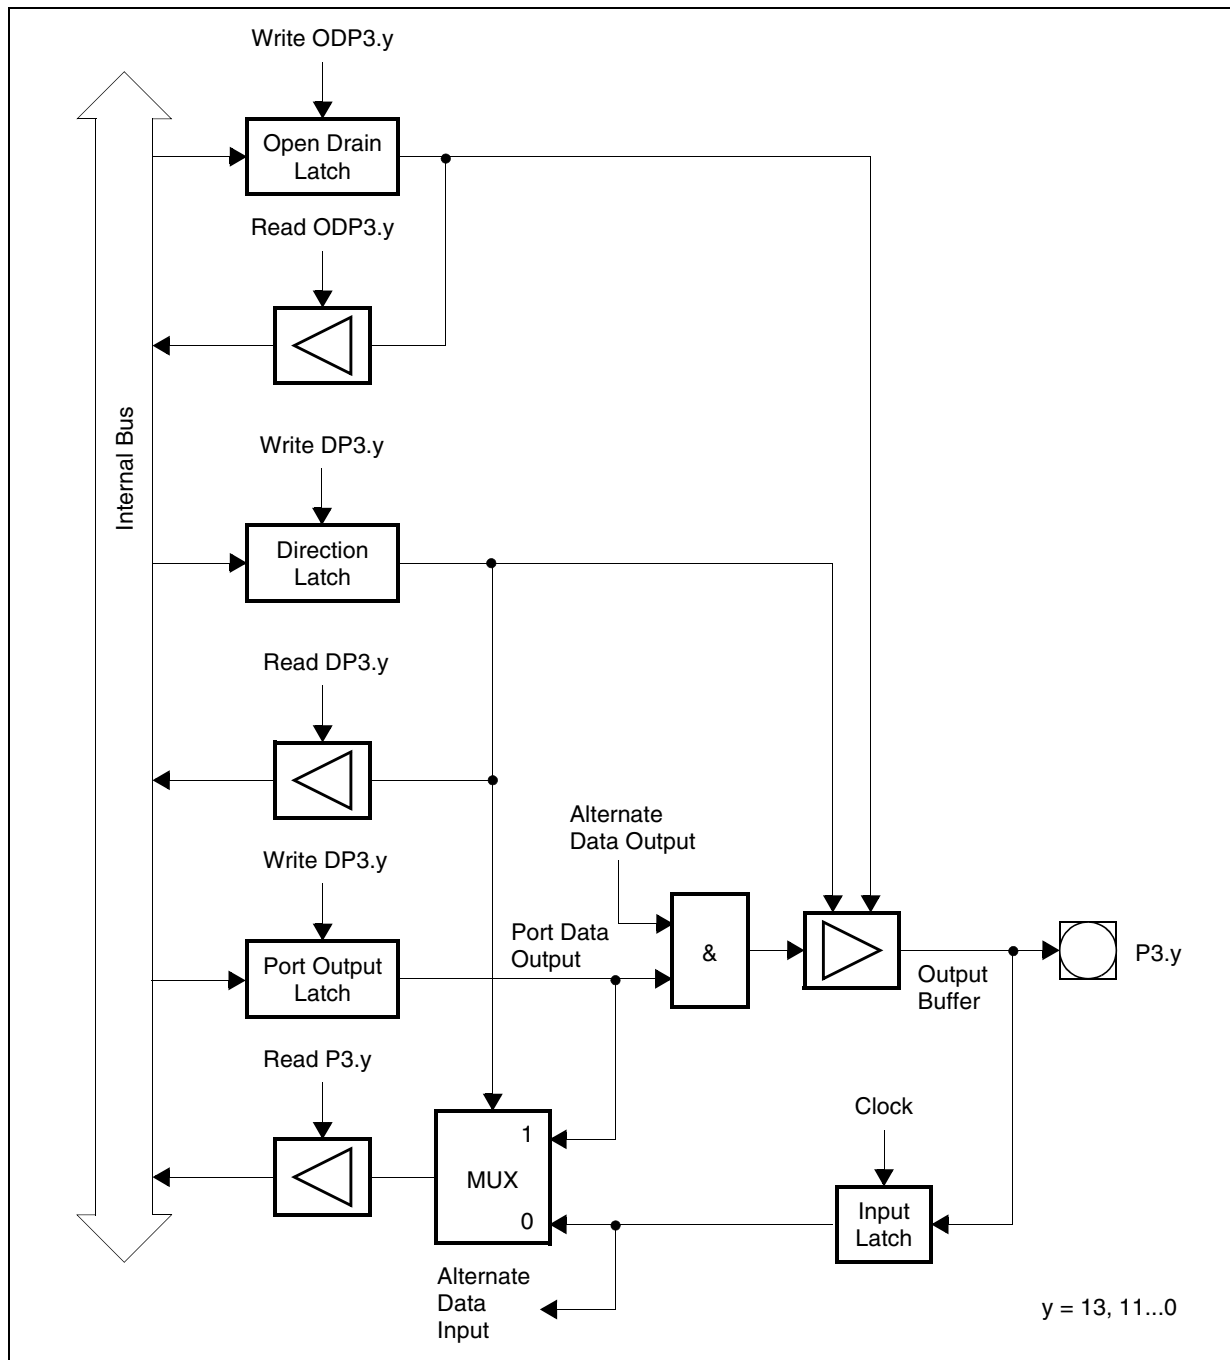 Write ODP3.y
Open Drain
Latch
Read ODP3.y
Internal Bus
Write DP3.y
Direction
Latch
Read DP3.y
Alternate
Data Output
Write DP3.y
Port Data
Output
&
Port Output
Latch
P3.y
Output
Buffer
Read P3.y
Clock
1
MUX
0
Input
Latch
Alternate
Data
Input
y = 13, 11...0